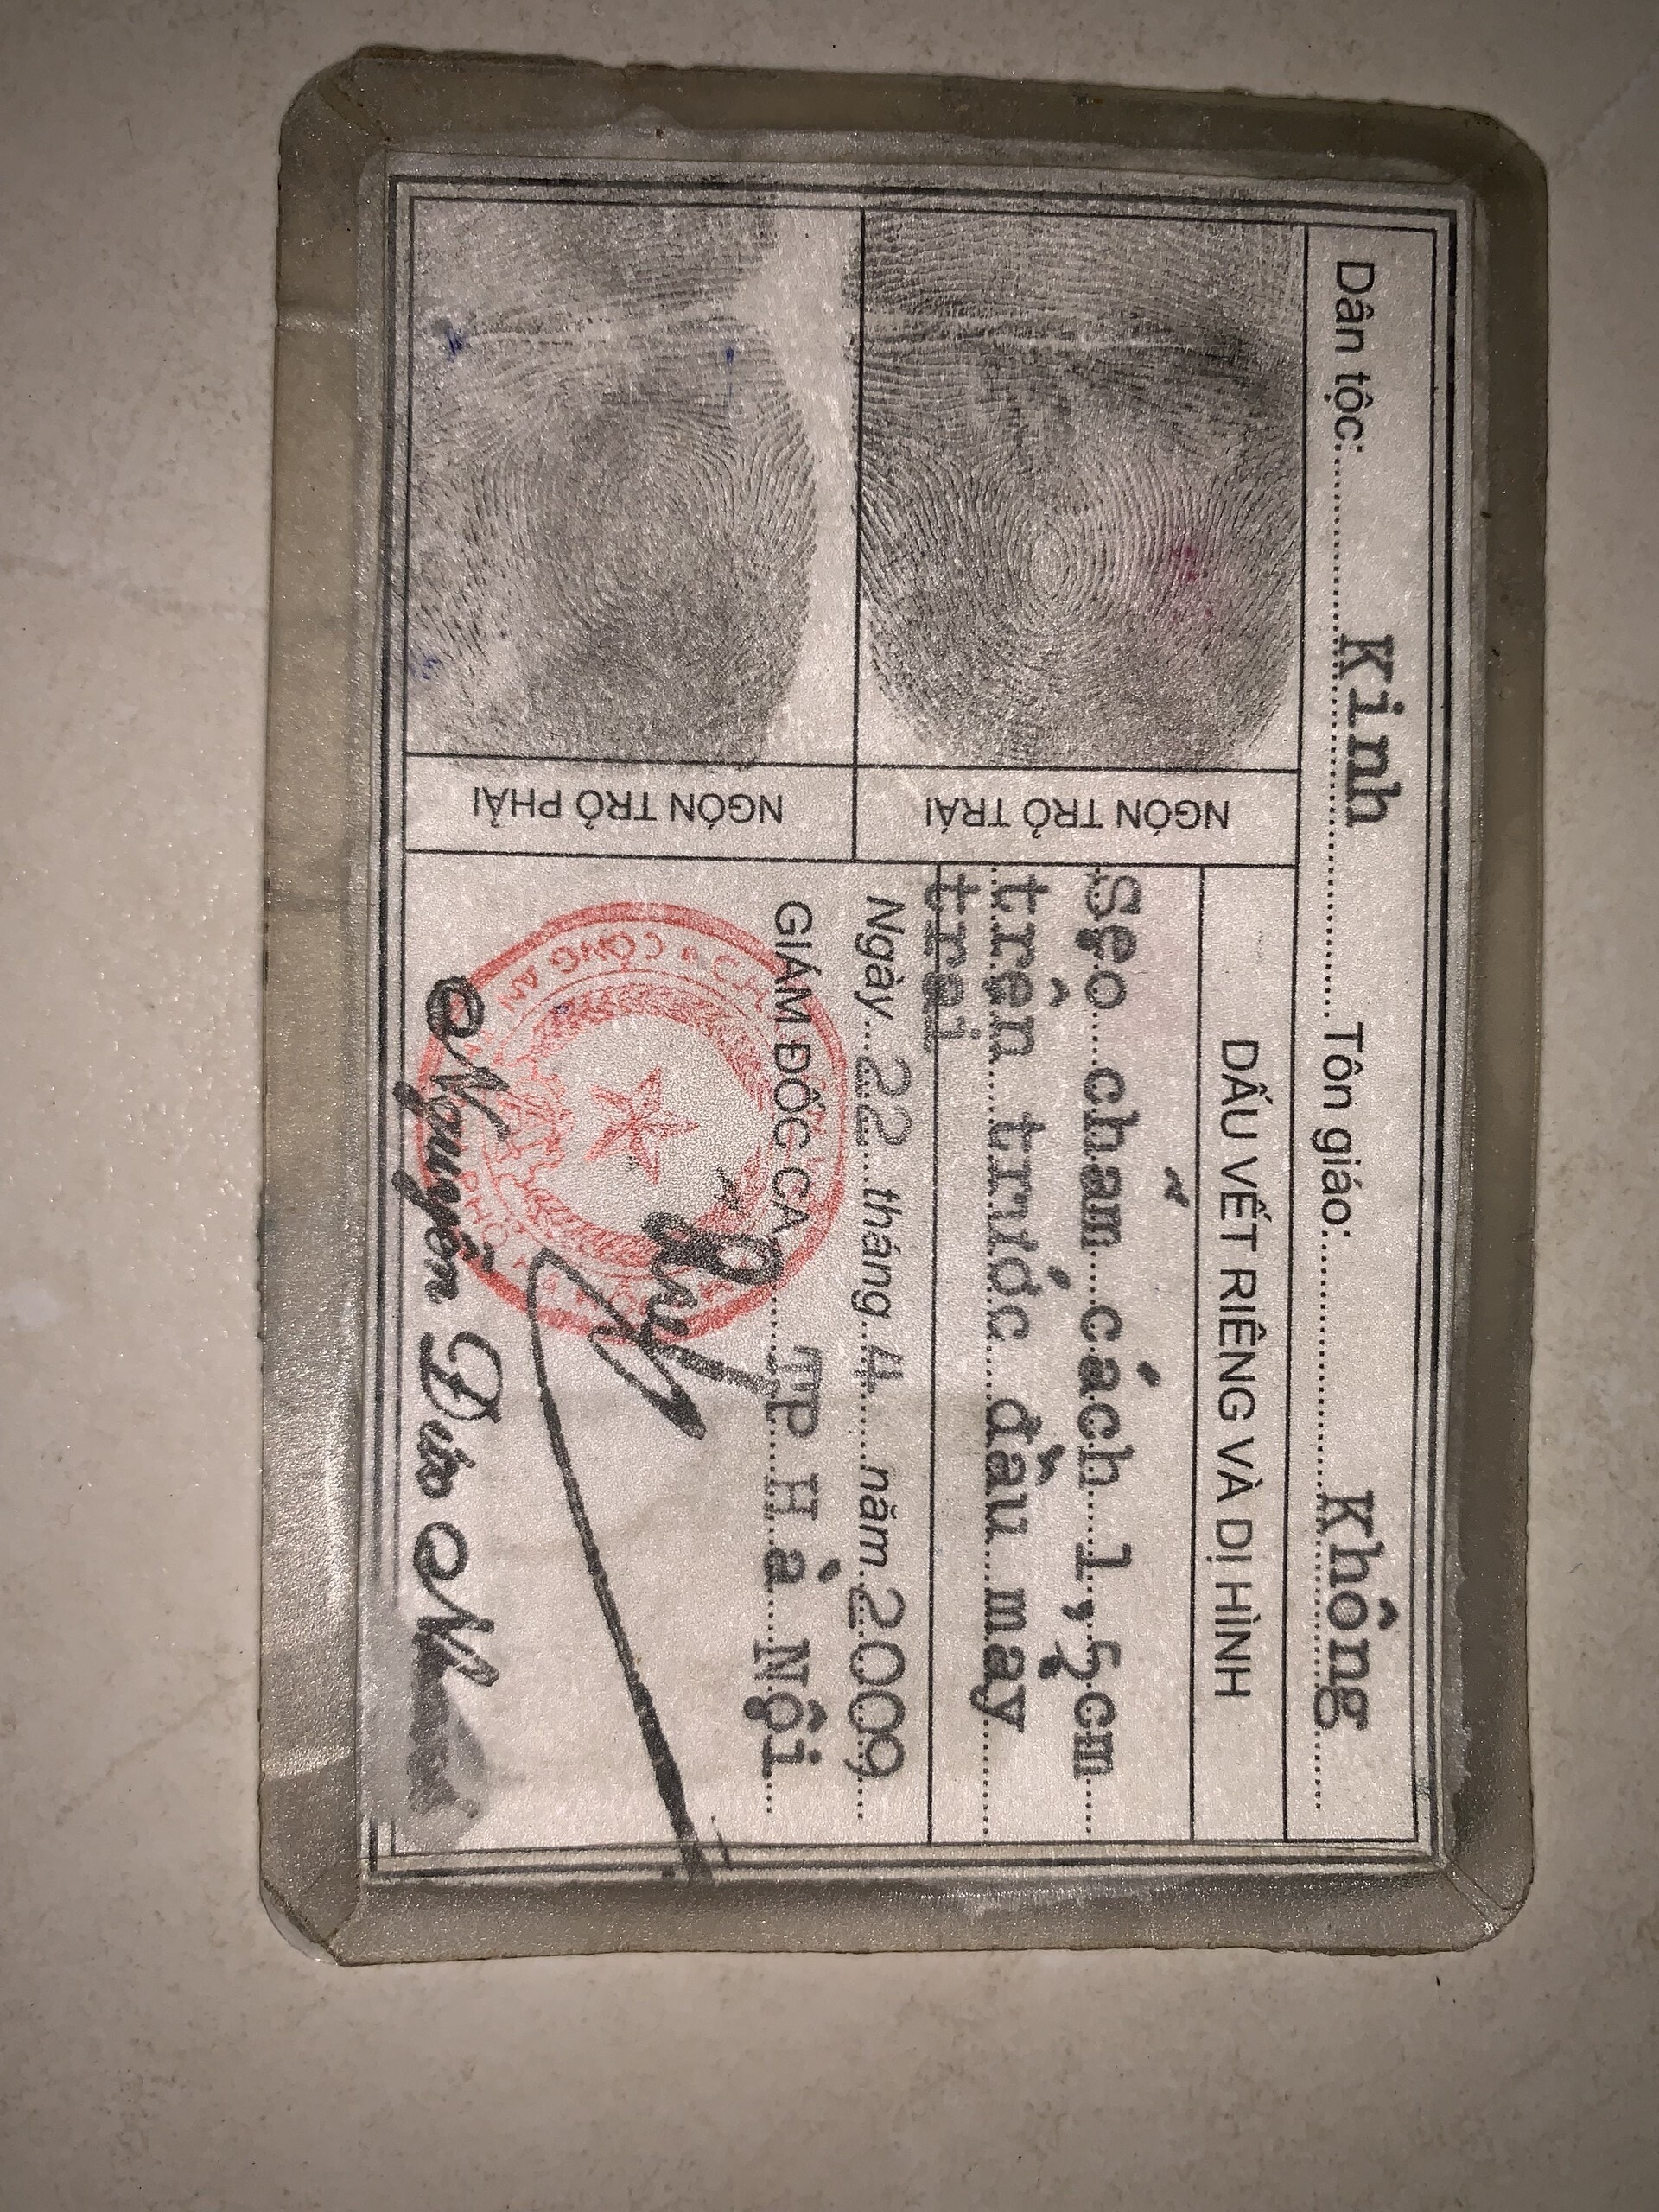 Dân tộc: Kinh Tôn giáo: Không
NGÓN TRỎ TRÁI
DẤU VẾT RIÊNG VÀ DỊ HÌNH
Sẹo chấm cách 1,5cm
trên trước đầu mày
trái
NGÓN TRỎ PHẢI
Ngày 22 tháng 4 năm 2009
GIÁM ĐỐC CA TP Hà Nội
CÔNG AN
Nguyễn Đức